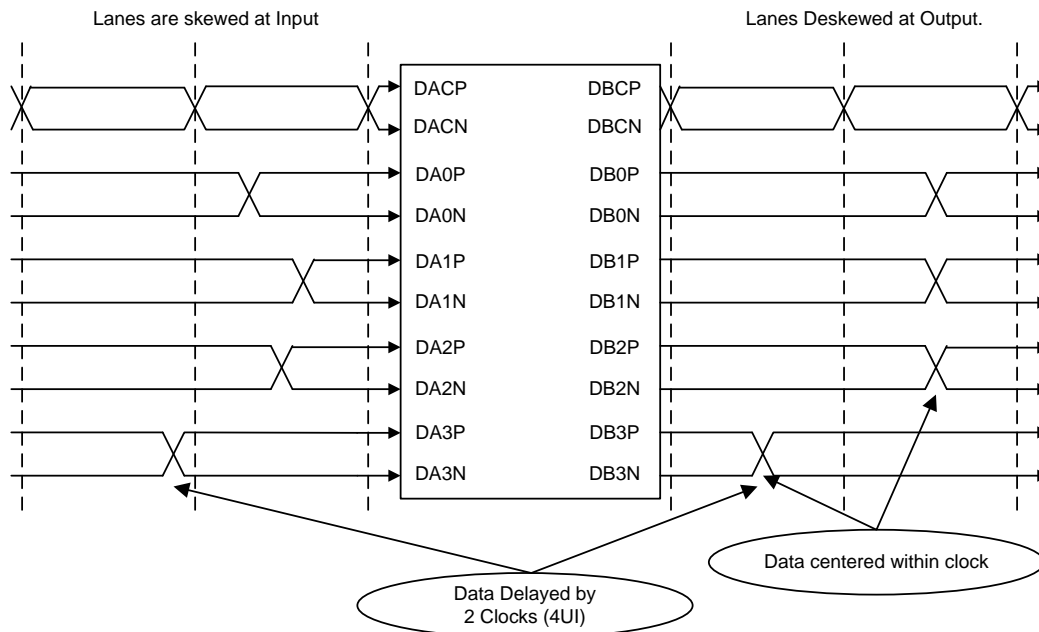 Lanes are skewed at Input
Lanes Deskewed at Output.
DACP
DBCP
DACN
DBCN
DA0P
DB0P
DA0N
DB0N
DA1P
DB1P
DA1N
DB1N
DA2P
DB2P
DA2N
DB2N
DA3P
DB3P
DA3N
DB3N
Data centered within clock
Data Delayed by
2 Clocks (4UI)